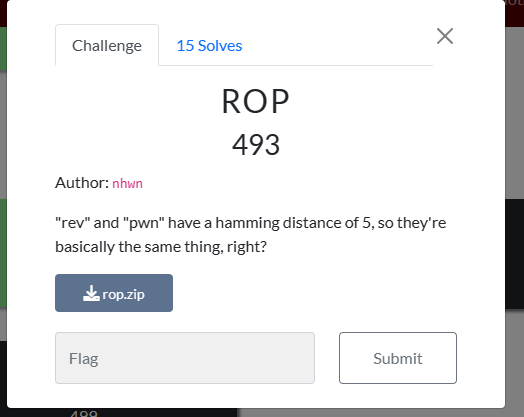 Challenge
15 Solves
ROP
493
Author: nhwn
"rev" and "pwn" have a hamming distance of 5, so they're
basically the same thing, right?
rop.zip
Flag
Submit